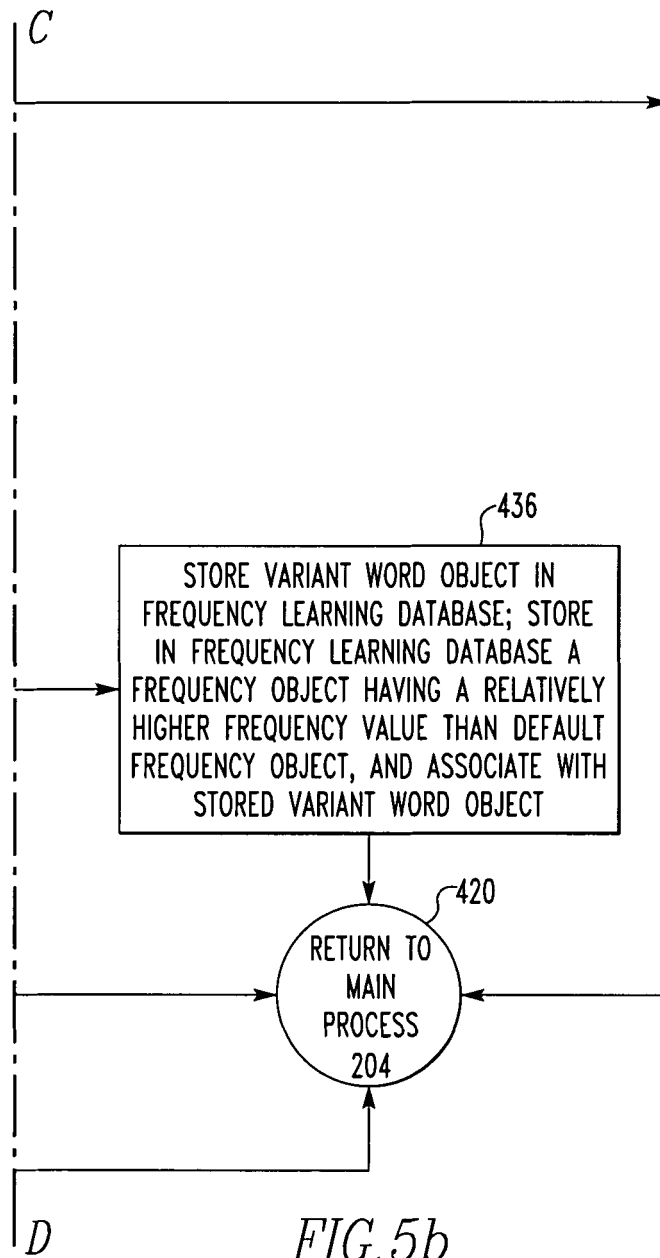 C
436
STORE VARIANT WORD OBJECT IN
FREQUENCY LEARNING DATABASE; STORE
IN FREQUENCY LEARNING DATABASE A
FREQUENCY OBJECT HAVING A RELATIVELY
HIGHER FREQUENCY VALUE THAN DEFAULT
FREQUENCY OBJECT, AND ASSOCIATE WITH
STORED VARIANT WORD OBJECT
420
RETURN TO
MAIN
PROCESS
204
D
FIG.5b